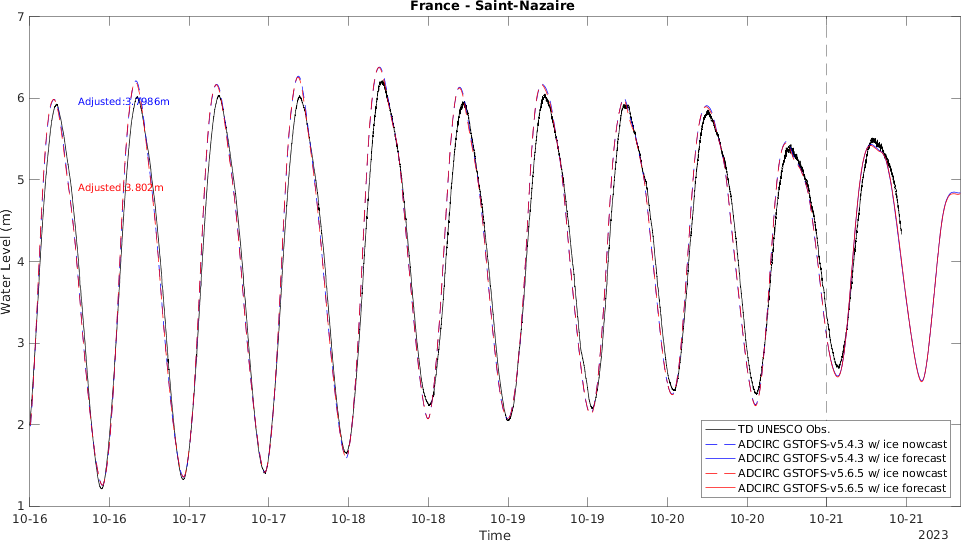 France - Saint-Nazaire
7
6
5
4
3
2
1
Water Level (m)
Adjusted:3.7986m
Adjusted:3.802m
TD UNESCO Obs.
ADCIRC GSTOFS-v5.4.3 w/ ice nowcast
ADCIRC GSTOFS-v5.4.3 w/ ice forecast
ADCIRC GSTOFS-v5.6.5 w/ ice nowcast
ADCIRC GSTOFS-v5.6.5 w/ ice forecast
10-16 10-16 10-17 10-17 10-18 10-18 10-19 10-19 10-20 10-20 10-21 10-21
Time
2023